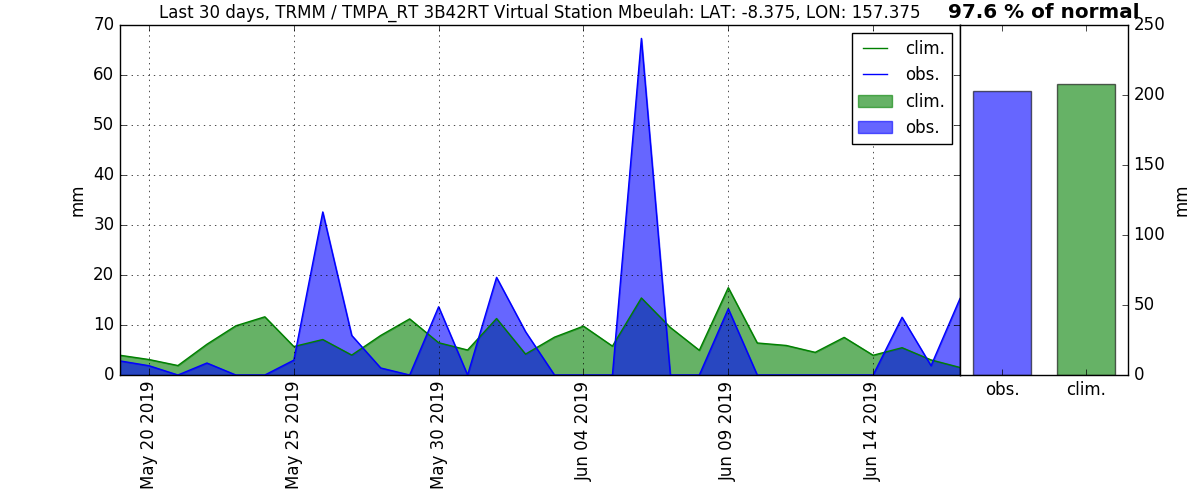 Last 30 days, TRMM / TMPA_RT 3B42RT Virtual Station Mbeulah: LAT: -8.375, LON: 157.375
97.6 % of normal
70
60
50
40
30
20
10
0
mm
clim.
obs.
clim.
obs.
May 20 2019
May 25 2019
May 30 2019
Jun 04 2019
Jun 09 2019
Jun 14 2019
250
200
150
100
50
0
mm
obs.
clim.